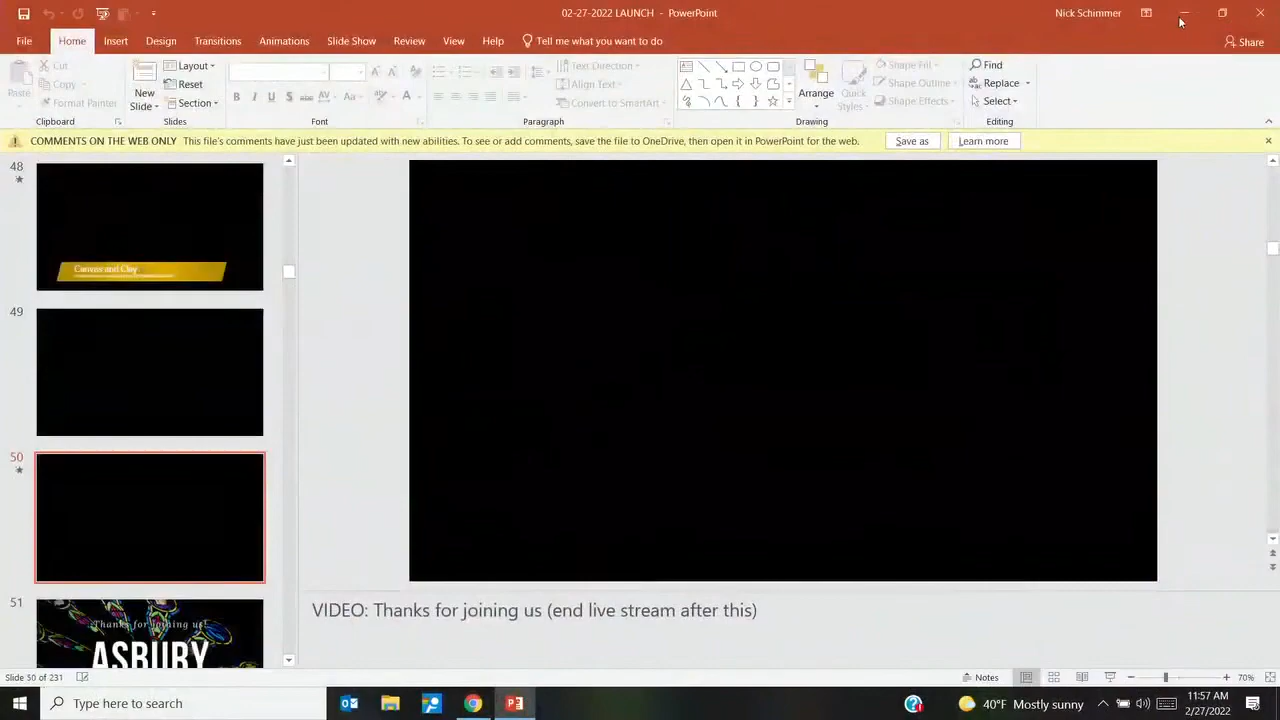 02-27-2022 LAUNCH - PowerPoint
Nick Schimmer
File Home Insert Design Transitions Animations Slide Show Review View Help Tell me what you want to do
Share
Paste
Cut
Copy
Format Painter
Clipboard
New Slide
Layout
Reset
Section
Slides
Font
Text Direction
Align Text
Convert to SmartArt
Paragraph
Arrange
Quick Styles
Shape Fill
Shape Outline
Shape Effects
Drawing
Find
Replace
Select
Editing
COMMENTS ON THE WEB ONLY This file's comments have just been updated with new abilities. To see or add comments, save the file to OneDrive, then open it in PowerPoint for the web. Save as Learn more
48
Canvas and Clay
49
50
51
Thanks for joining us!
ASBURY
VIDEO: Thanks for joining us (end live stream after this)
Slide 50 of 231
Notes
70%
Type here to search
40°F Mostly sunny
11:57 AM
2/27/2022